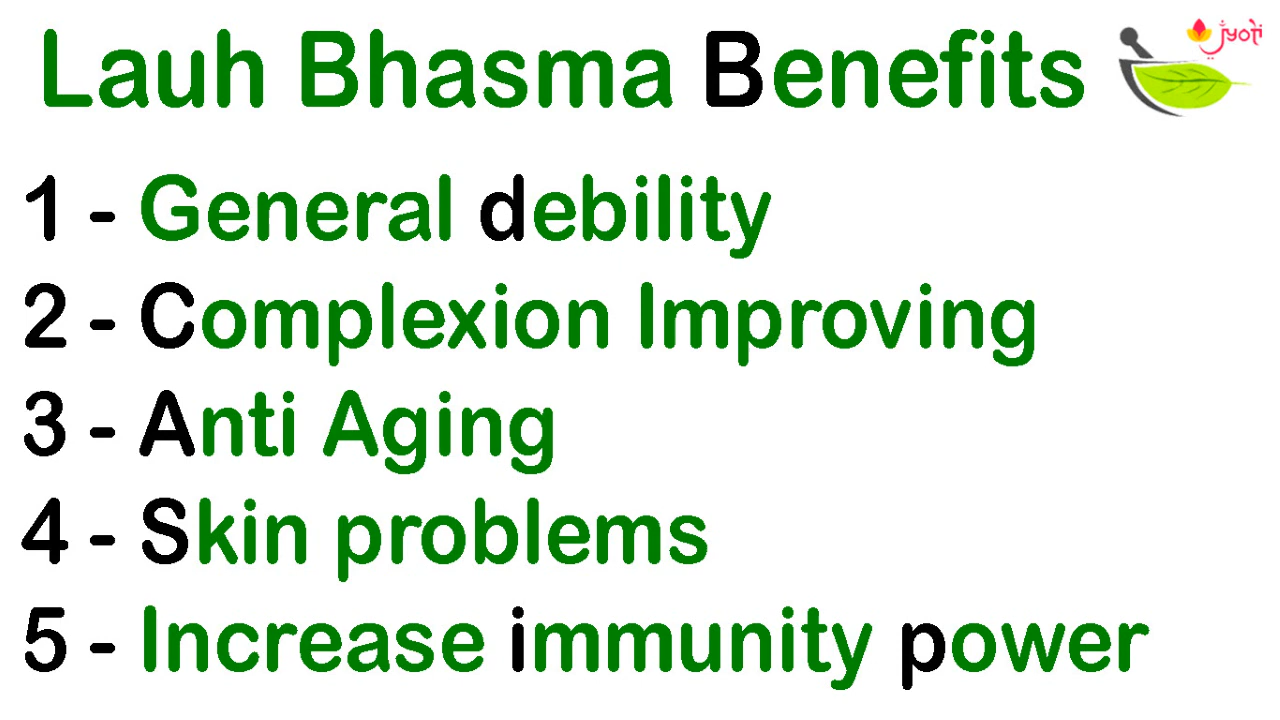 Lauh Bhasma Benefits
jyoti
1 - General debility
2 - Complexion Improving
3 - Anti Aging
4 - Skin problems
5 - Increase immunity power